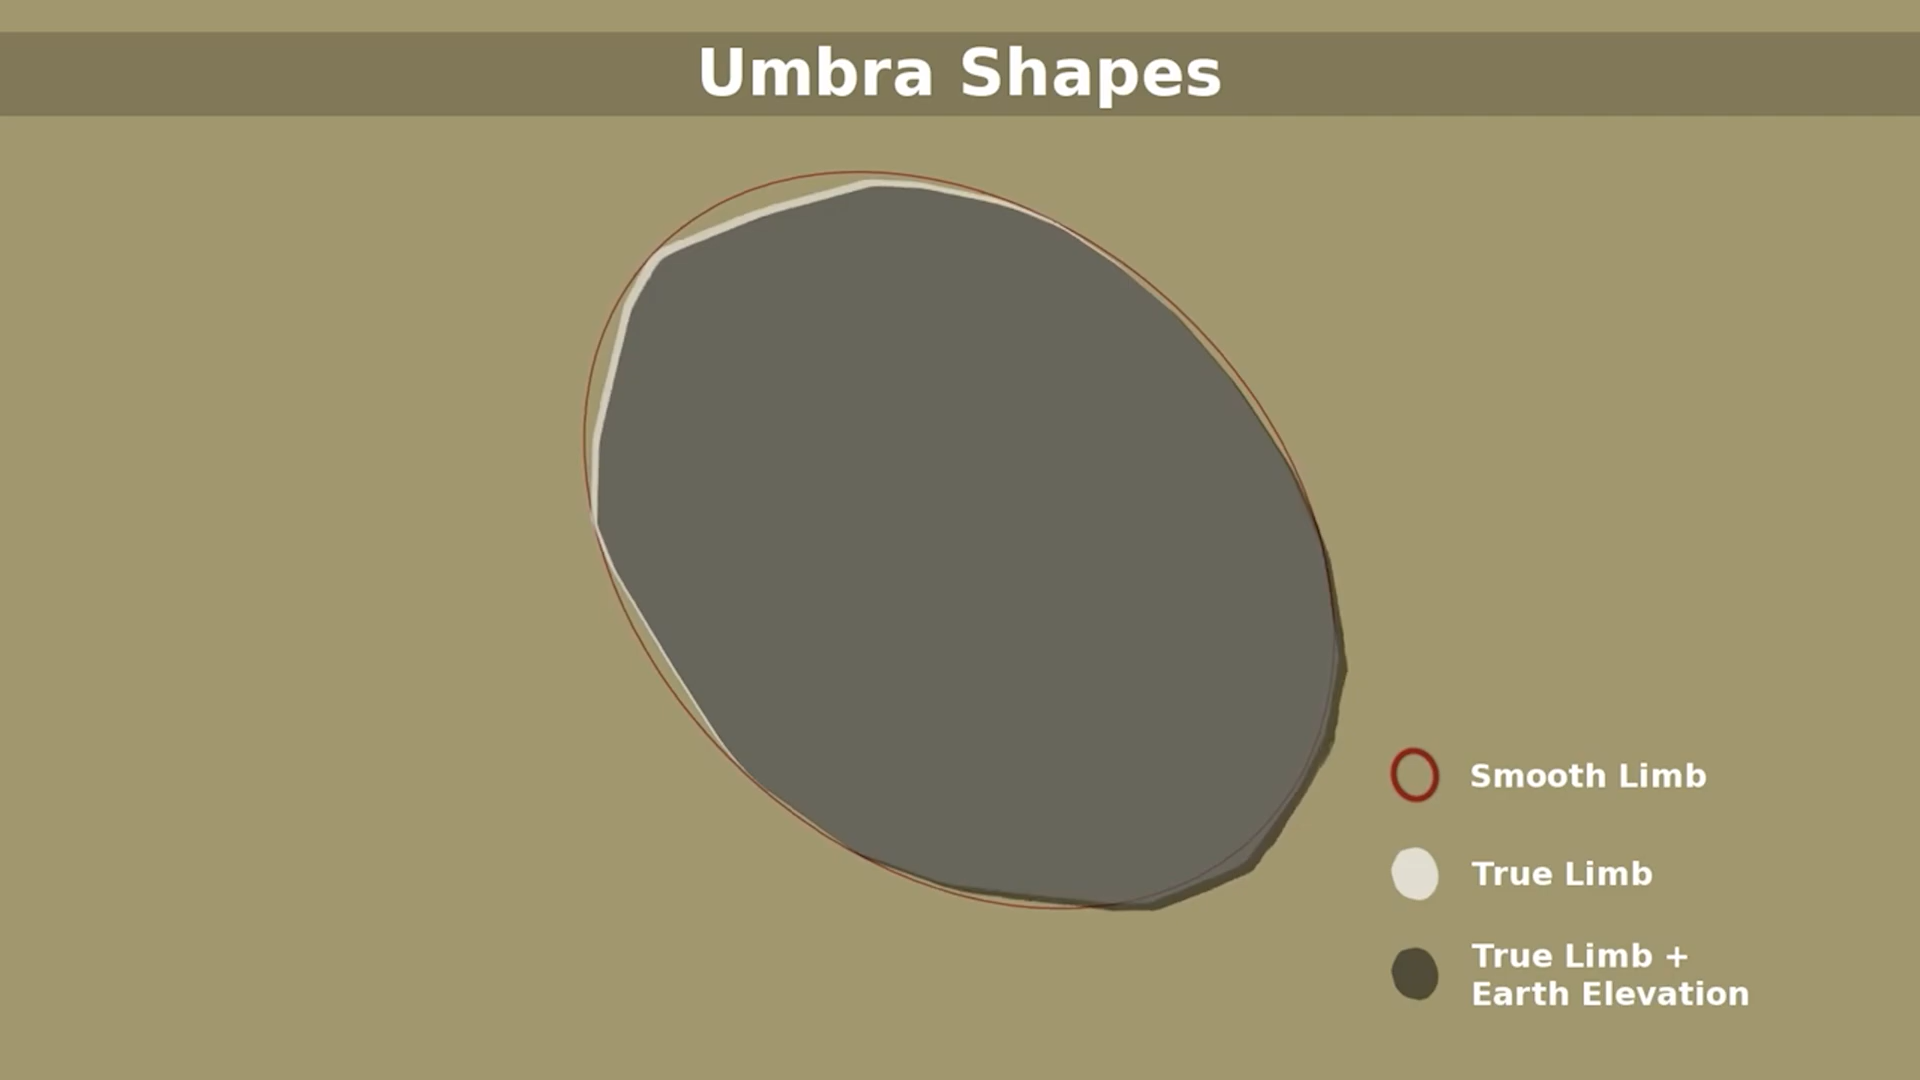 Umbra Shapes
Smooth Limb
True Limb
True Limb +
Earth Elevation